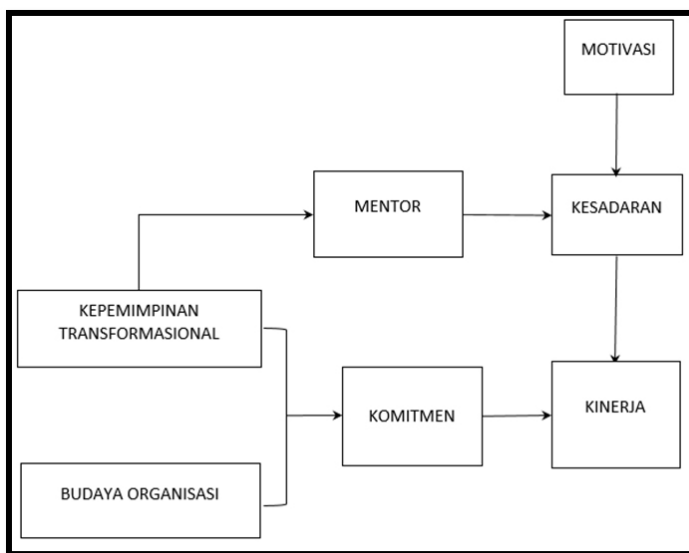 MOTIVASI
MENTOR
KESADARAN
KEPEMIMPINAN
TRANSFORMASIONAL
KOMITMEN
KINERJA
BUDAYA ORGANISASI